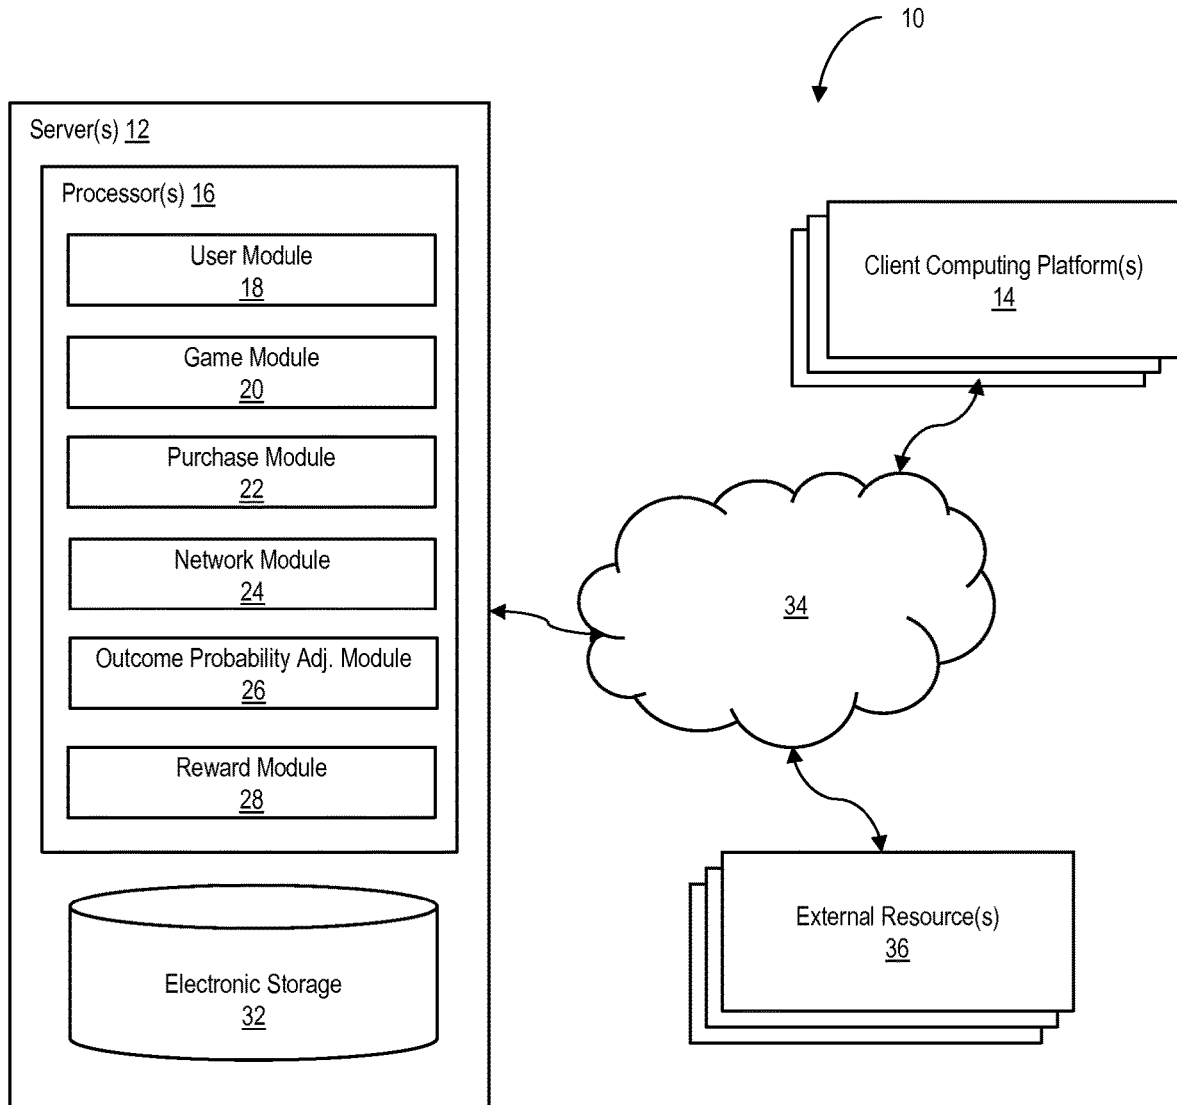 10
Server(s) 12
Processor(s) 16
User Module
18
Game Module
20
Purchase Module
22
Network Module
24
Outcome Probability Adj. Module
26
Reward Module
28
Electronic Storage
32
Client Computing Platform(s)
14
34
External Resource(s)
36